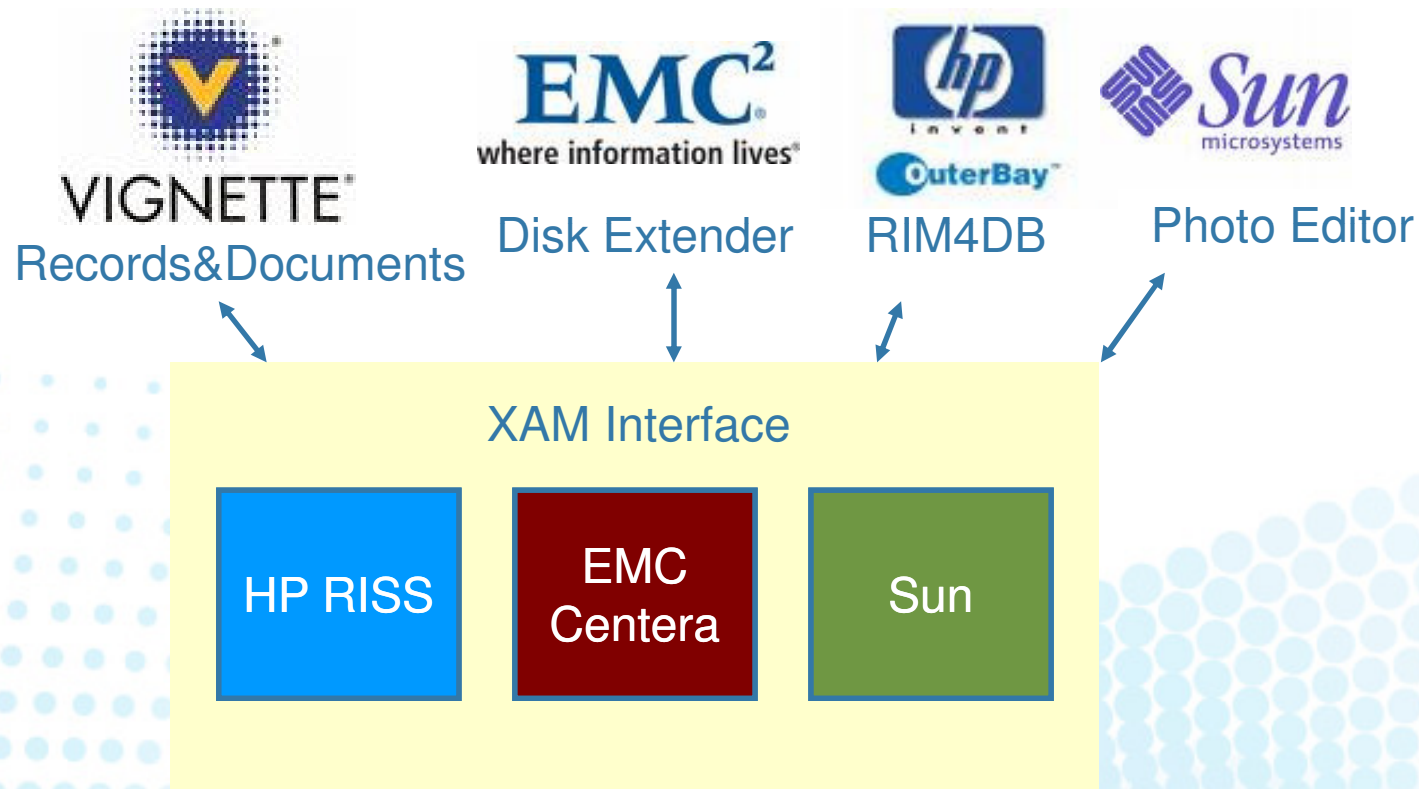 V
VIGNETTE®
Records&Documents
EMC²®
where information lives®
Disk Extender
hp
invent
OuterBay™
RIM4DB
Sun
microsystems
Photo Editor
XAM Interface
HP RISS
EMC
Centera
Sun